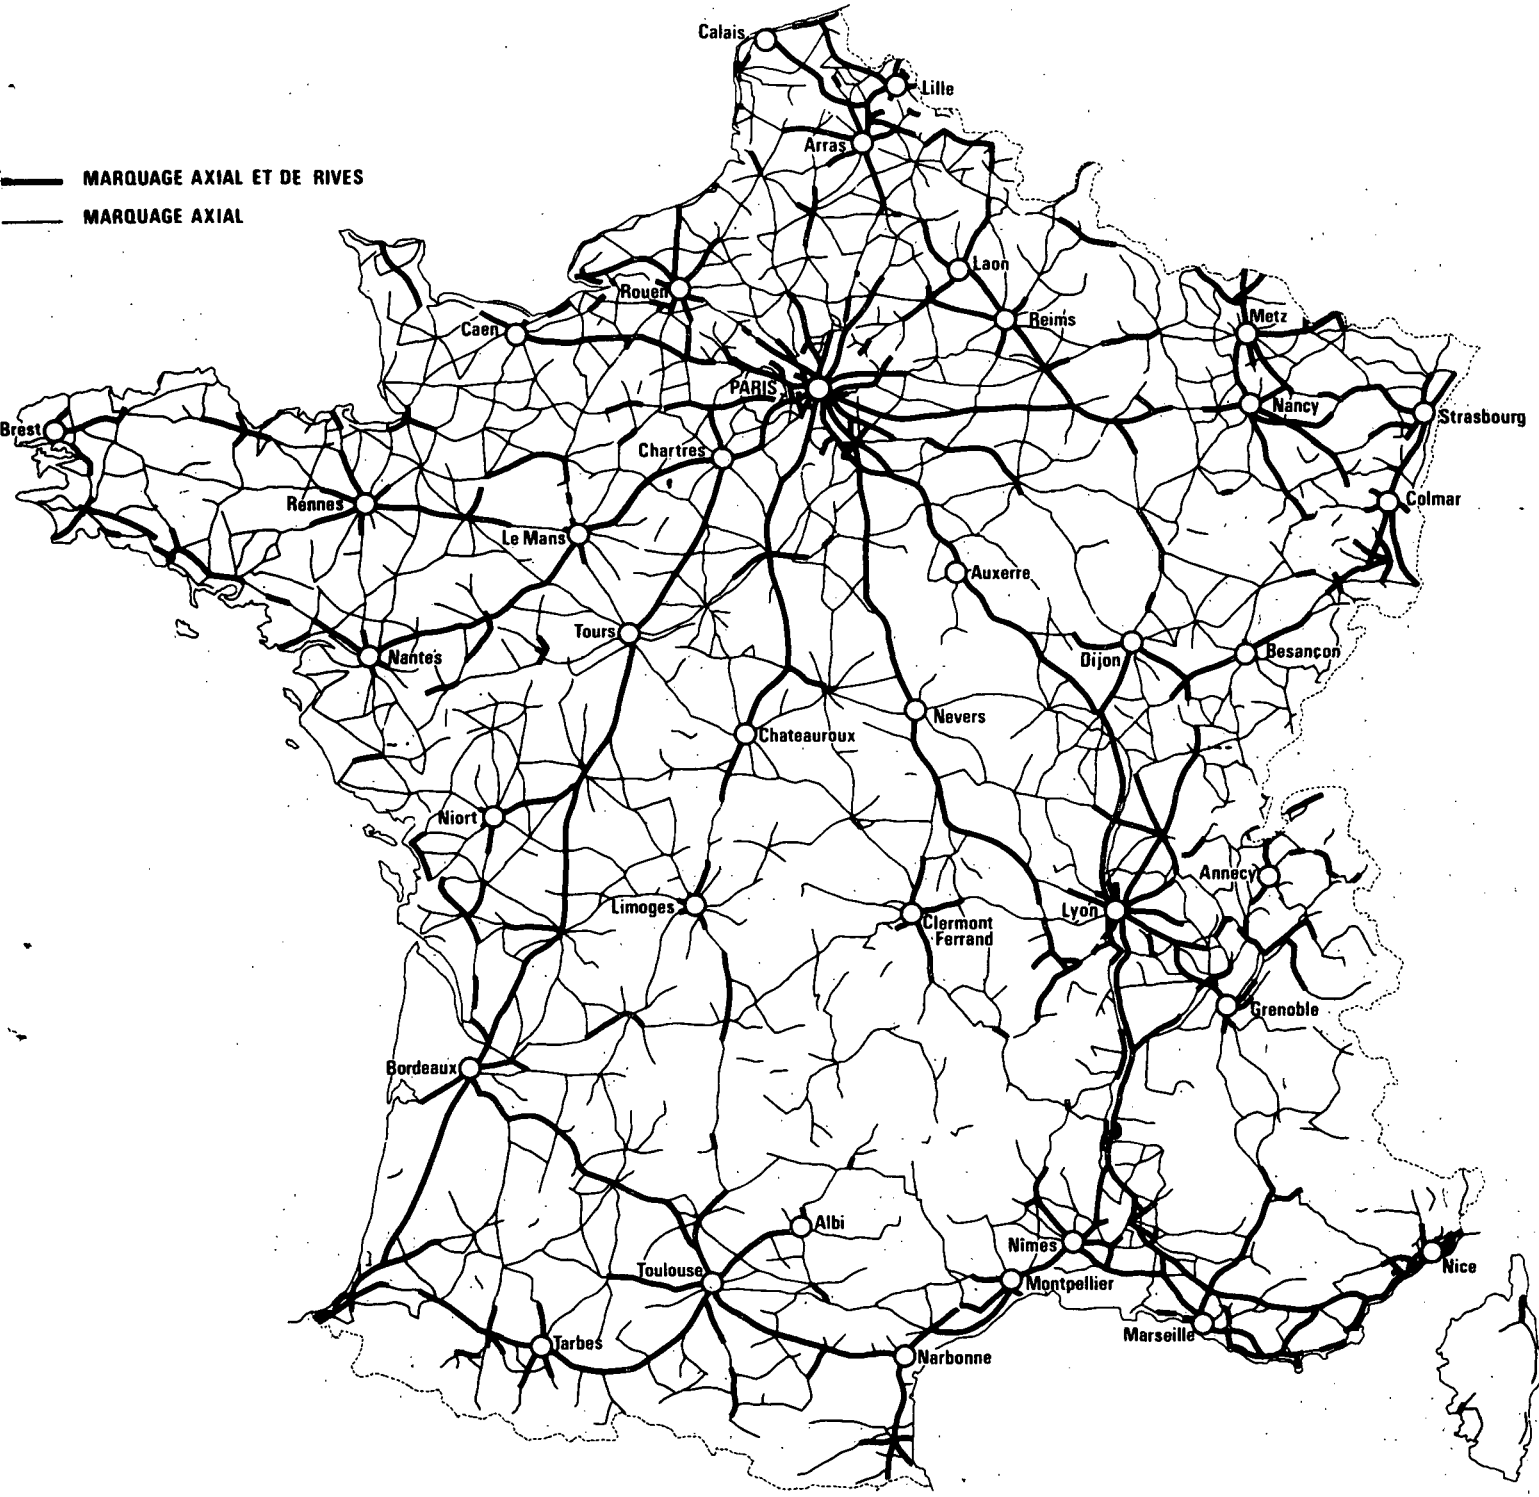 Calais
Lille
Arras
MARQUAGE AXIAL ET DE RIVES
MARQUAGE AXIAL
Laon
Rouen
Reims
Metz
Caen
PARIS
Nancy
Strasbourg
Brest
Chartres
Rennes
Colmar
Le Mans
Auxerre
Tours
Nantes
Dijon
Besançon
Nevers
Chateauroux
Niort
Annecy
Limoges
Lyon
Clermont
Ferrand
Grenoble
Bordeaux
Albi
Nimes
Toulouse
Montpellier
Nice
Marseille
Tarbes
Narbonne